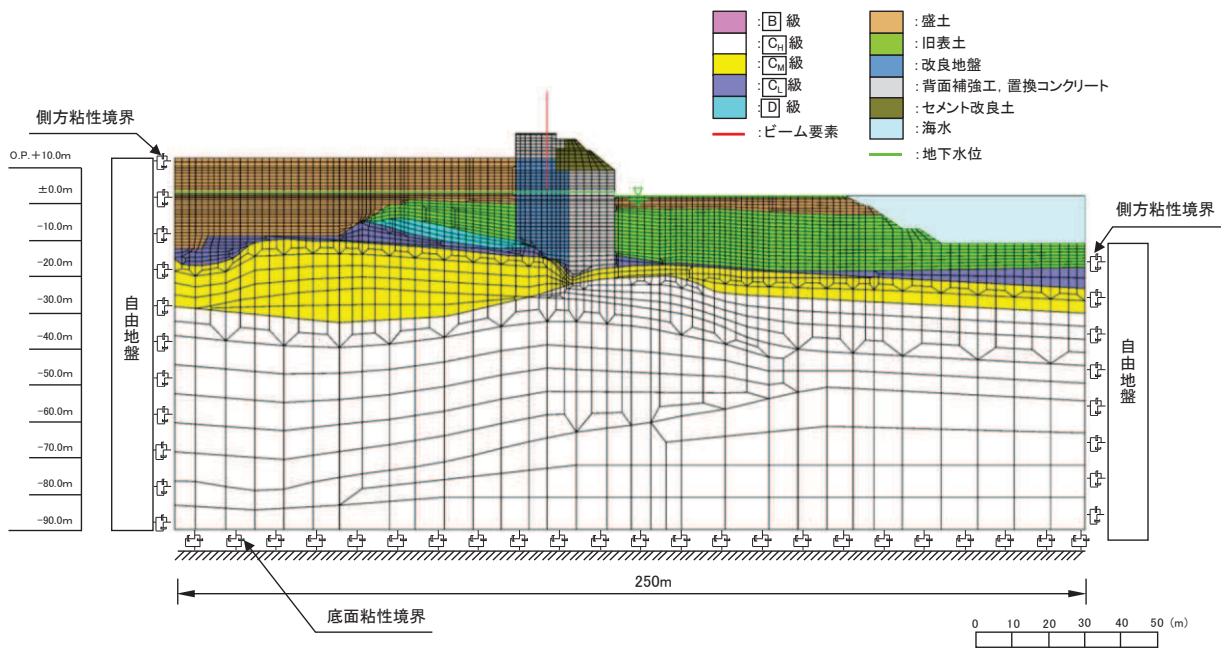 :B 級
:CH級
:CM級
:CL級
:D 級
:ビーム要素
:盛土
:旧表土
:改良地盤
:背面補強工,置換コンクリート
:セメント改良土
:海水
:地下水位
側方粘性境界
O.P.+10.0m
±0.0m
-10.0m
-20.0m
-30.0m
-40.0m
-50.0m
-60.0m
-70.0m
-80.0m
-90.0m
自由地盤
側方粘性境界
自由地盤
250m
底面粘性境界
0 10 20 30 40 50 (m)